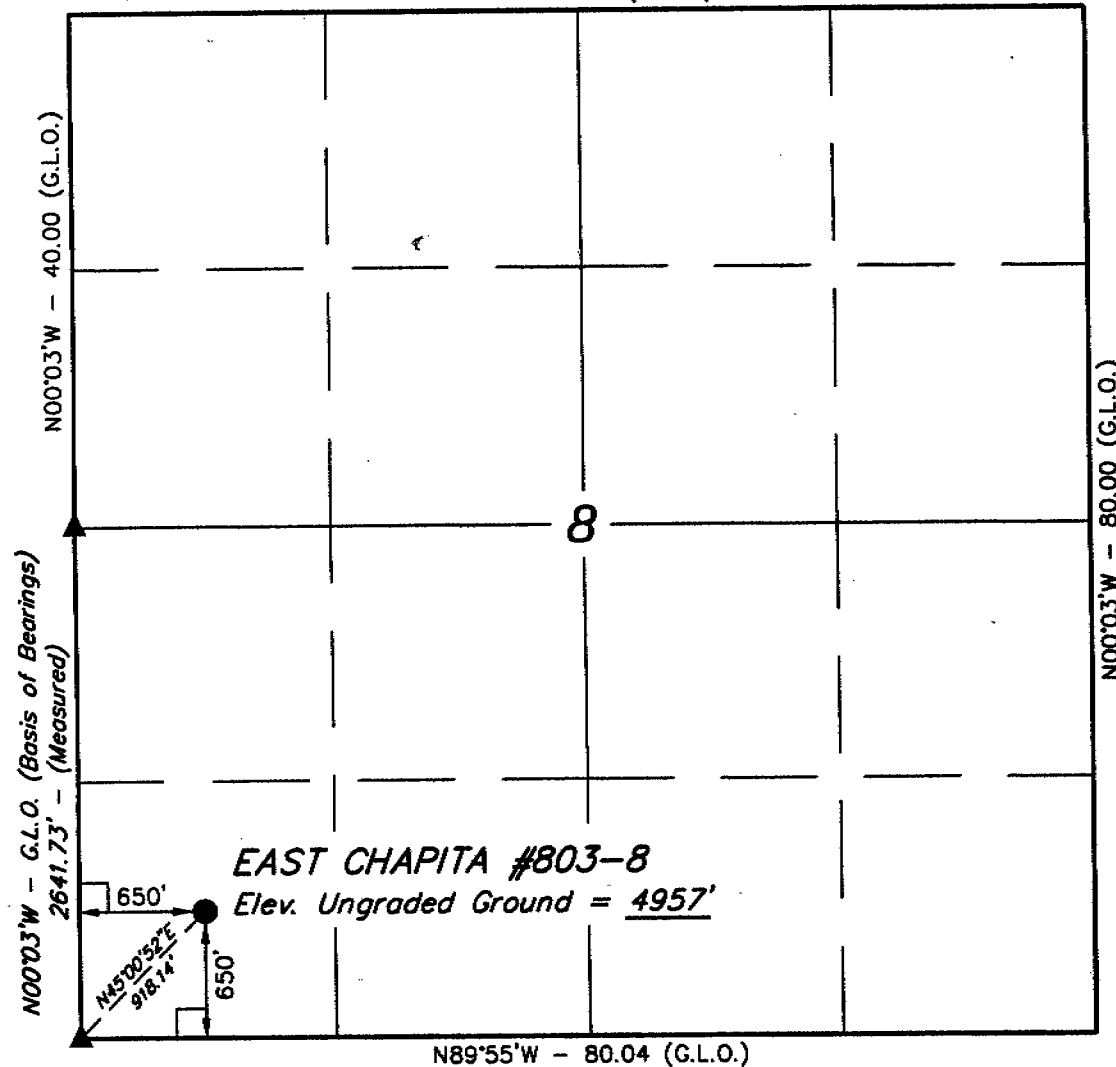 N00°03'W - 40.00 (G.L.O.)
N00°03'W - 80.00 (G.L.O.)
8
N00°03'W - G.L.O. (Basis of Bearings)
2641.73' - (Measured)
EAST CHAPITA #803-8
Elev. Ungraded Ground = 4957'
650'
650'
N45°00'52"E
918.14'
N89°55'W - 80.04 (G.L.O.)